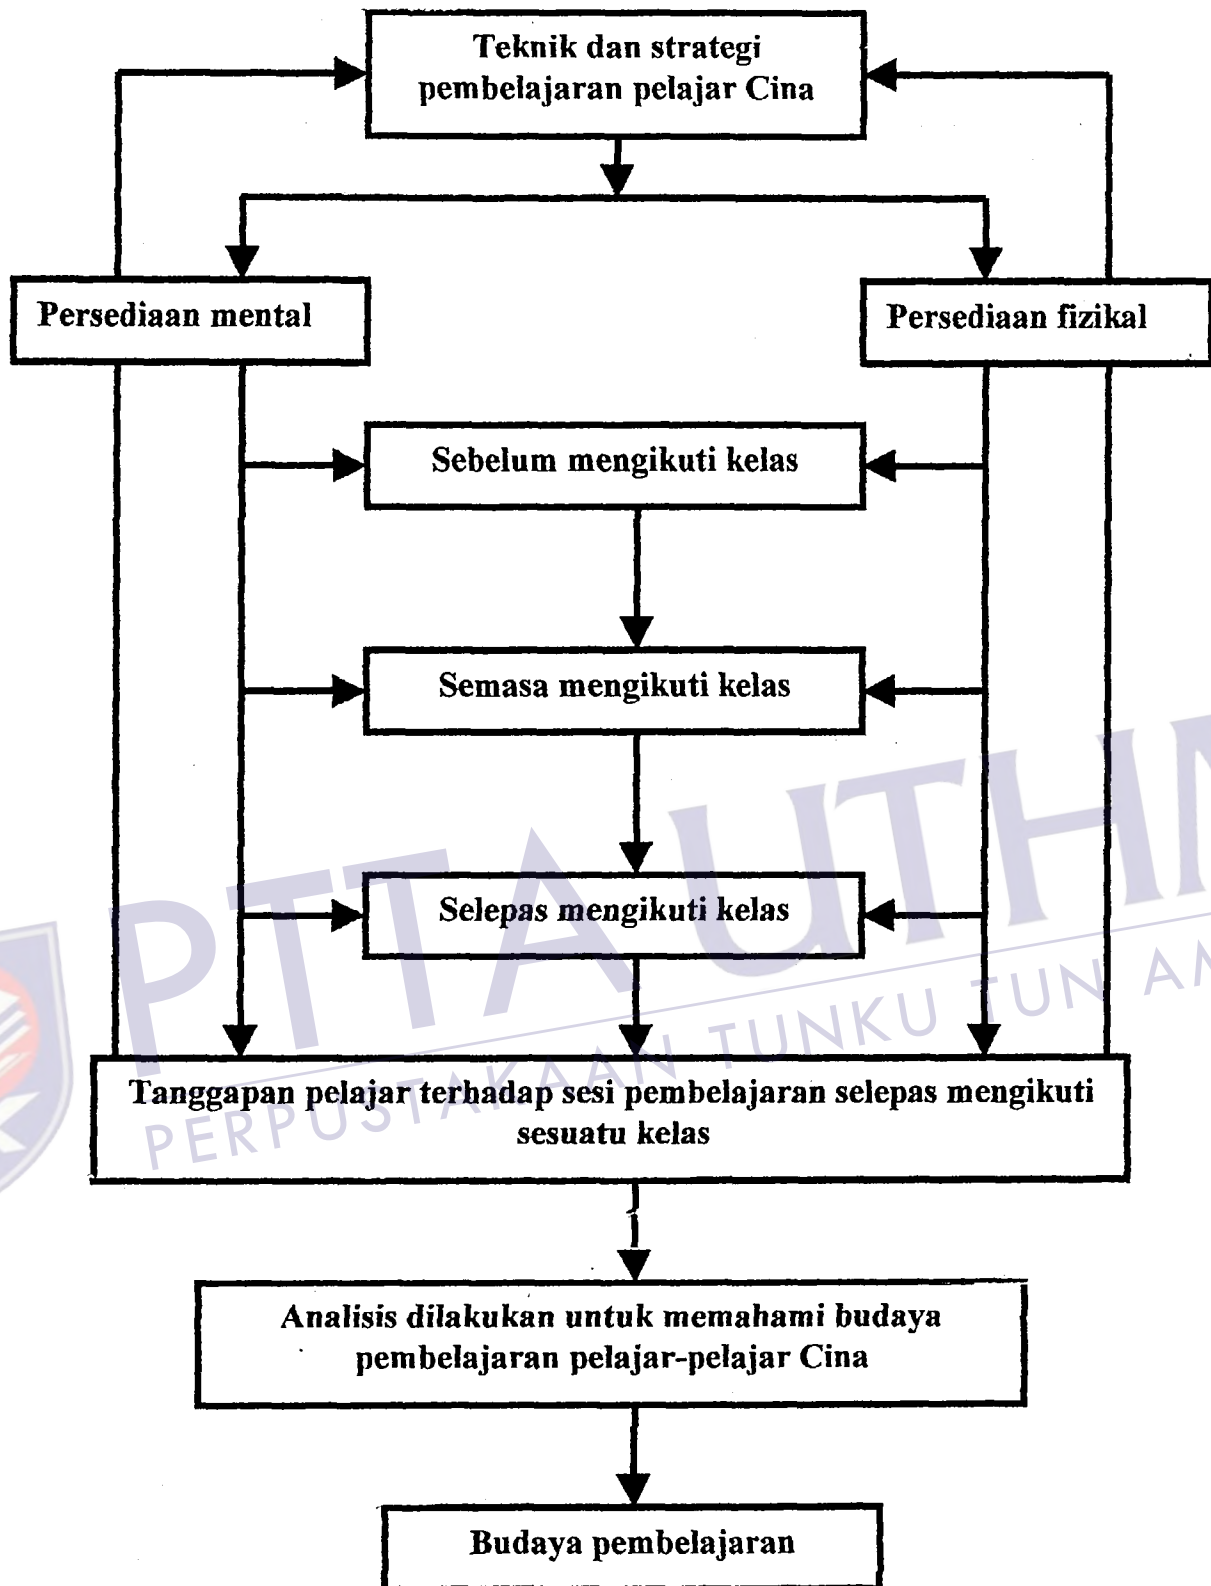 Teknik dan strategi
pembelajaran pelajar Cina
Persediaan mental
Persediaan fizikal
Sebelum mengikuti kelas
Semasa mengikuti kelas
Selepas mengikuti kelas
Tanggapan pelajar terhadap sesi pembelajaran selepas mengikuti
sesuatu kelas
Analisis dilakukan untuk memahami budaya
pembelajaran pelajar-pelajar Cina
Budaya pembelajaran
PTTA UTH
PERPUSTAKAAN TUNKU TUN A